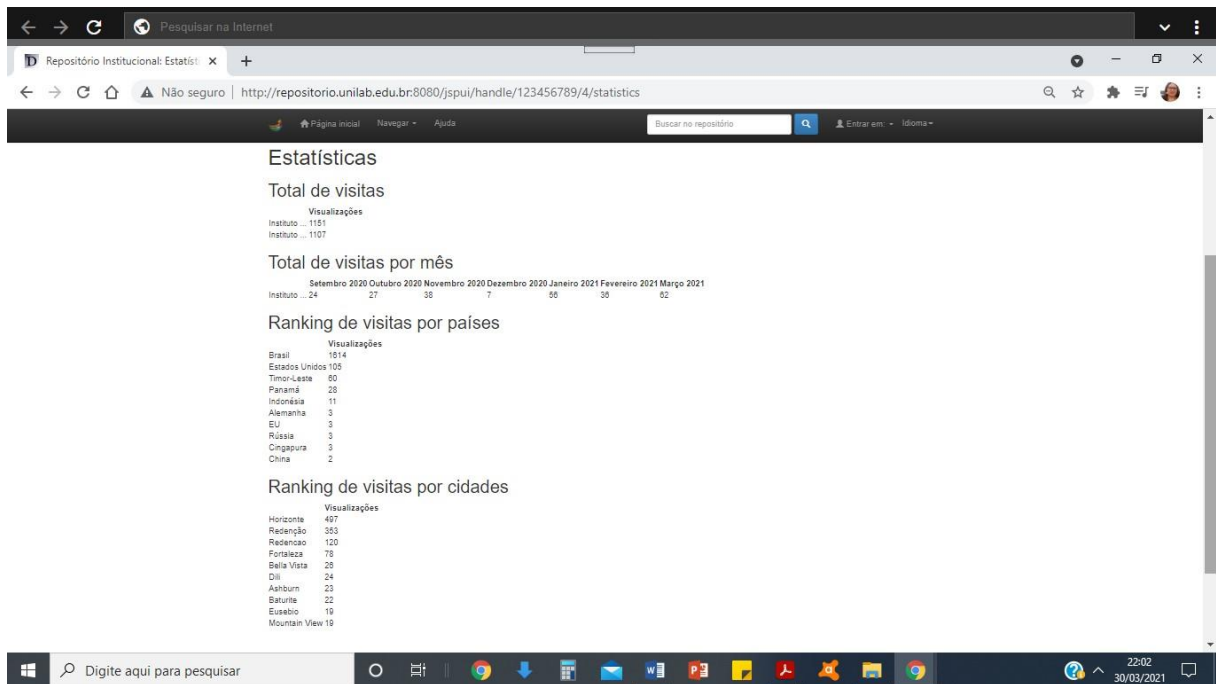 Pesquisar na Internet
Repositório Institucional: Estatíst
Não seguro | http://repositorio.unilab.edu.br:8080/jspui/handle/123456789/4/statistics
Página inicial Navegar Ajuda Buscar no repositório Entrar em: Idioma
Estatísticas
Total de visitas
Visualizações
Instituto ... 1151
Instituto ... 1107
Total de visitas por mês
Setembro 2020 Outubro 2020 Novembro 2020 Dezembro 2020 Janeiro 2021 Fevereiro 2021 Março 2021
Instituto ... 24 27 38 7 56 36 62
Ranking de visitas por países
Visualizações
Brasil 1614
Estados Unidos 105
Timor-Leste 60
Panamá 28
Indonésia 11
Alemanha 3
EU 3
Rússia 3
Cingapura 3
China 2
Ranking de visitas por cidades
Visualizações
Horizonte 497
Redenção 353
Redencao 120
Fortaleza 78
Bella Vista 26
Dili 24
Ashburn 23
Baturite 22
Eusebio 19
Mountain View 19
Digite aqui para pesquisar
22:02
30/03/2021